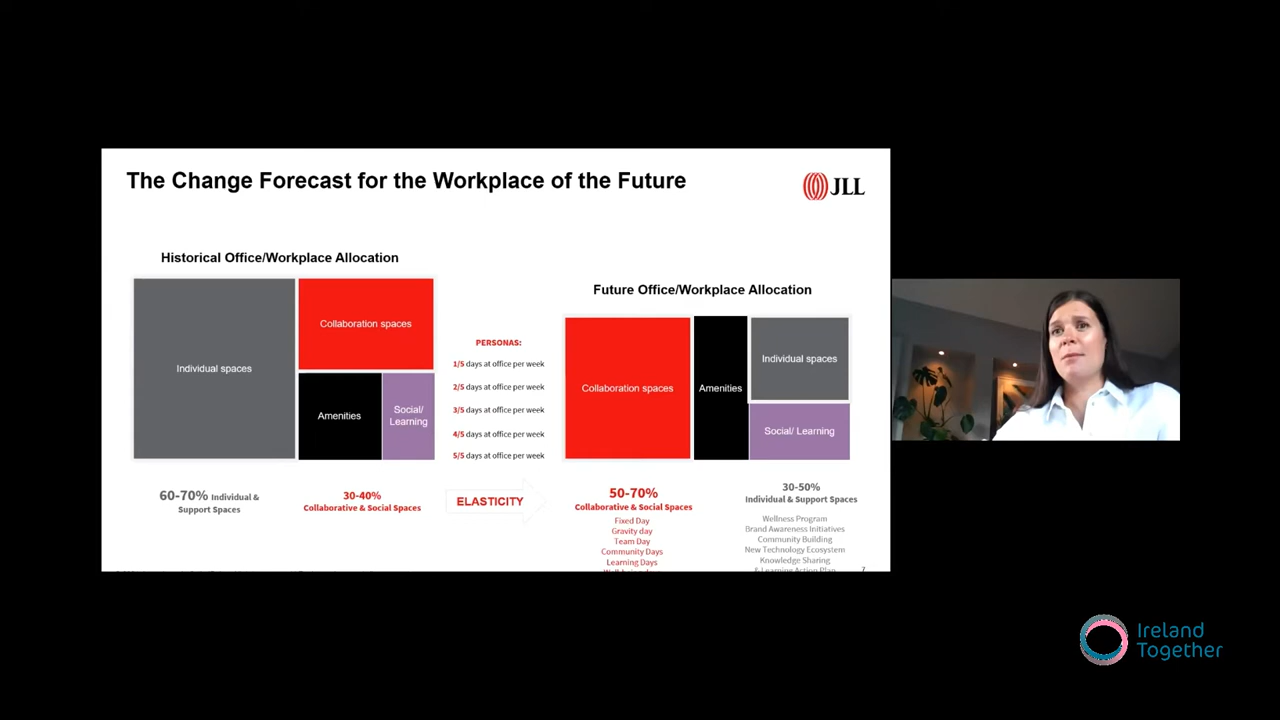 The Change Forecast for the Workplace of the Future
JLL
Historical Office/Workplace Allocation
Individual spaces
Collaboration spaces
Amenities
Social/
Learning
60-70% Individual &
Support Spaces
30-40%
Collaborative & Social Spaces
PERSONAS:
1/5 days at office per week
2/5 days at office per week
3/5 days at office per week
4/5 days at office per week
5/5 days at office per week
ELASTICITY
Future Office/Workplace Allocation
Collaboration spaces
Amenities
Individual spaces
Social/ Learning
50-70%
Collaborative & Social Spaces
Fixed Day
Gravity day
Team Day
Community Days
Learning Days
30-50%
Individual & Support Spaces
Wellness Program
Brand Awareness Initiatives
Community Building
New Technology Ecosystem
Knowledge Sharing
& Learning Action Plan
7
Ireland
Together